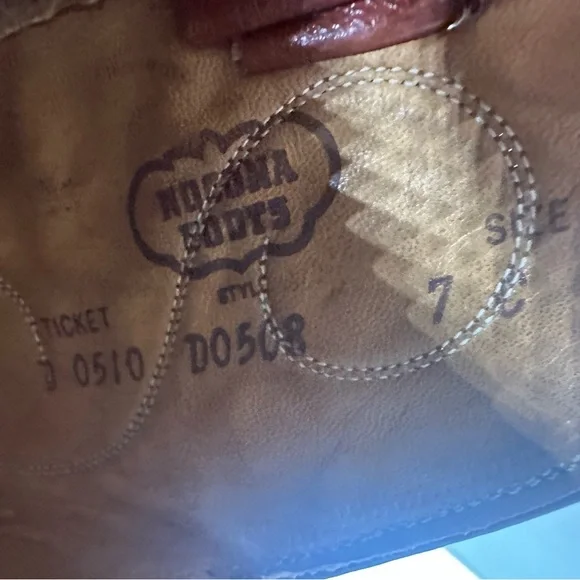 NOCONA
BOOTS
STYLE
SIZE
TICKET
0510 D0508
7 C